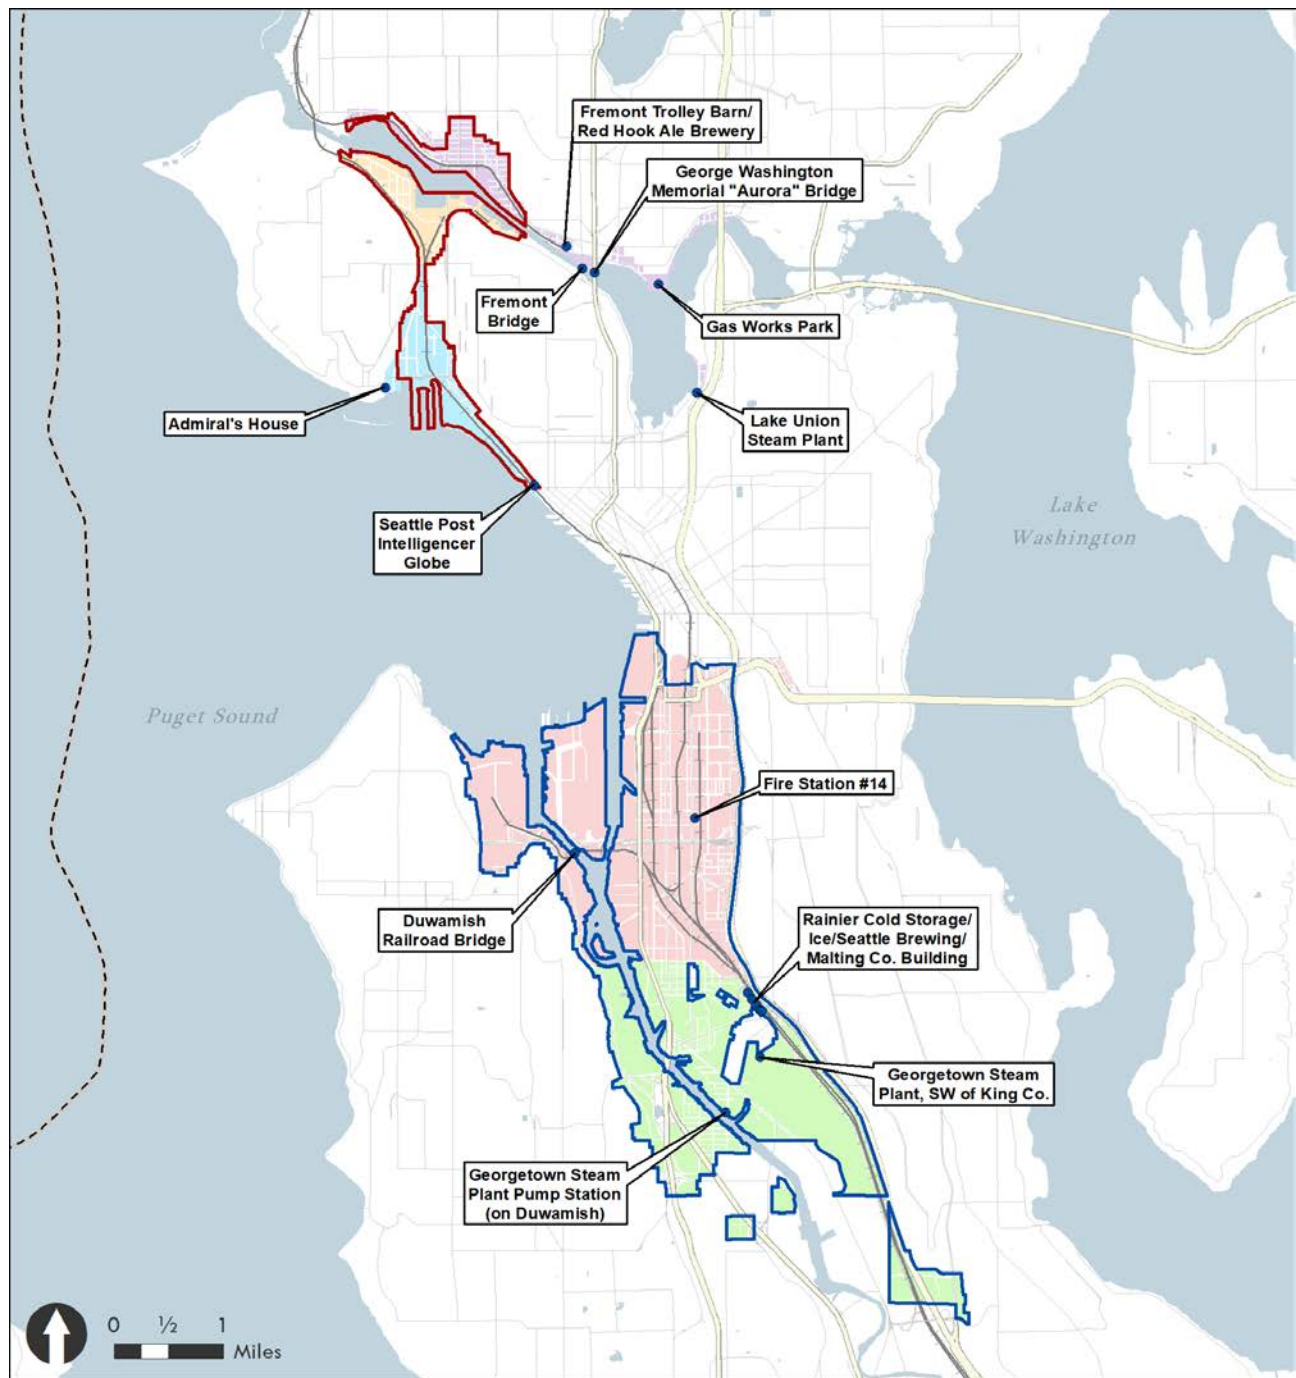 Fremont Trolley Barn/
Red Hook Ale Brewery
George Washington
Memorial "Aurora" Bridge
Fremont
Bridge
Gas Works Park
Admiral's House
Lake Union
Steam Plant
Seattle Post
Intelligencer
Globe
Lake
Washington
Puget Sound
Fire Station #14
Duwamish
Railroad Bridge
Rainier Cold Storage/
Ice/Seattle Brewing/
Malting Co. Building
Georgetown Steam
Plant, SW of King Co.
Georgetown Steam
Plant Pump Station
(on Duwamish)
0 ½ 1
Miles